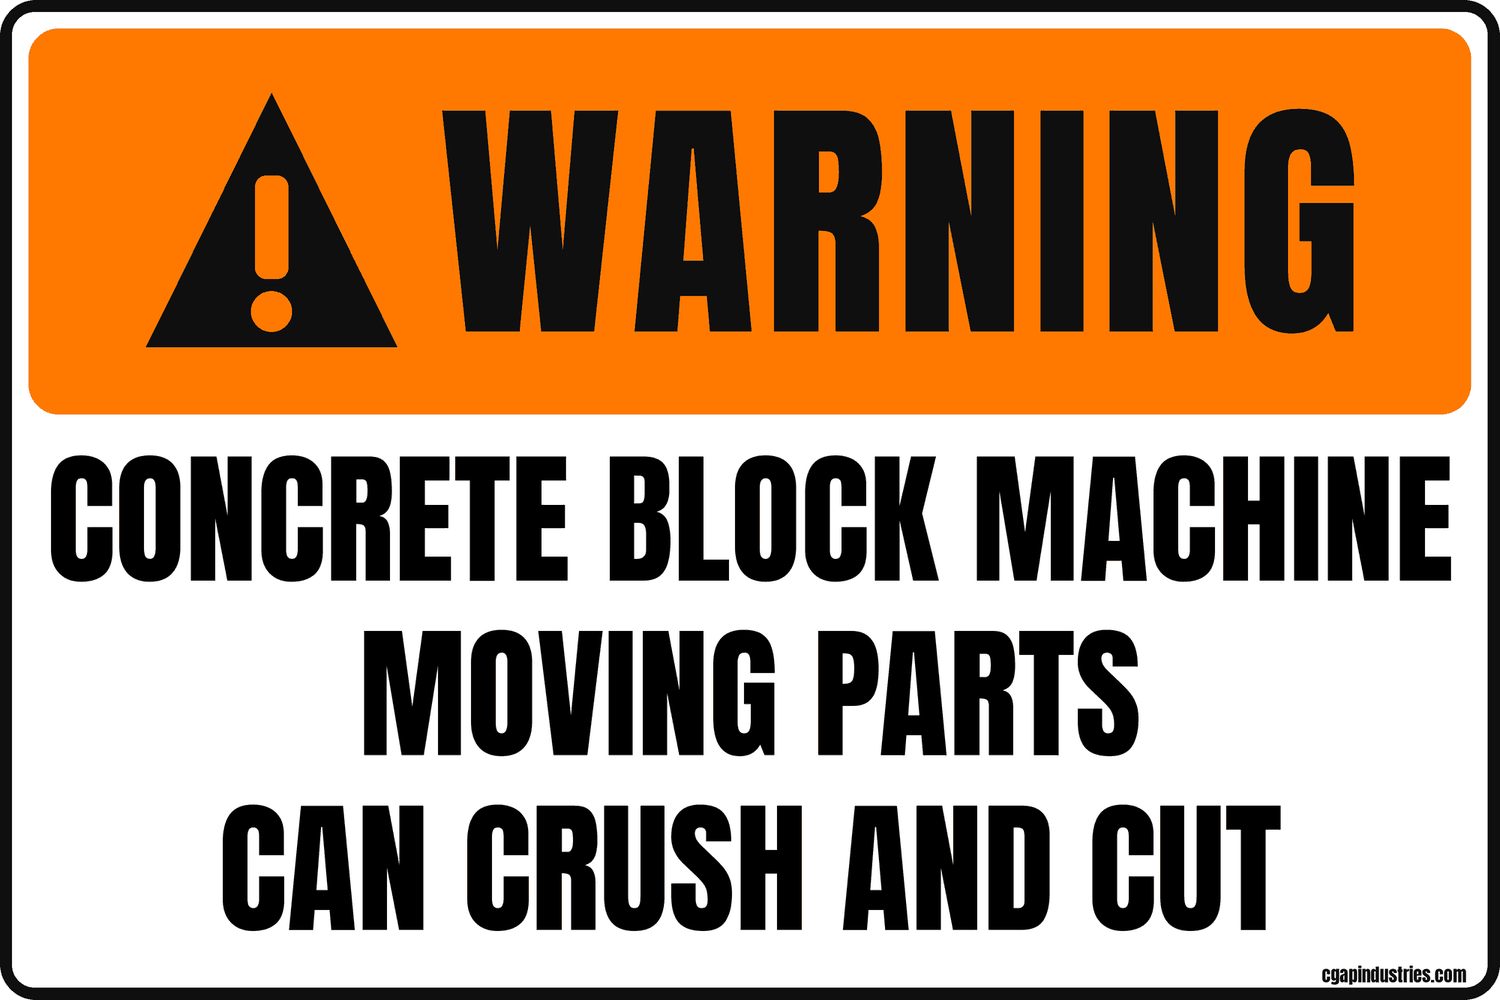 WARNING
CONCRETE BLOCK MACHINE
MOVING PARTS
CAN CRUSH AND CUT
cgapindustries.com